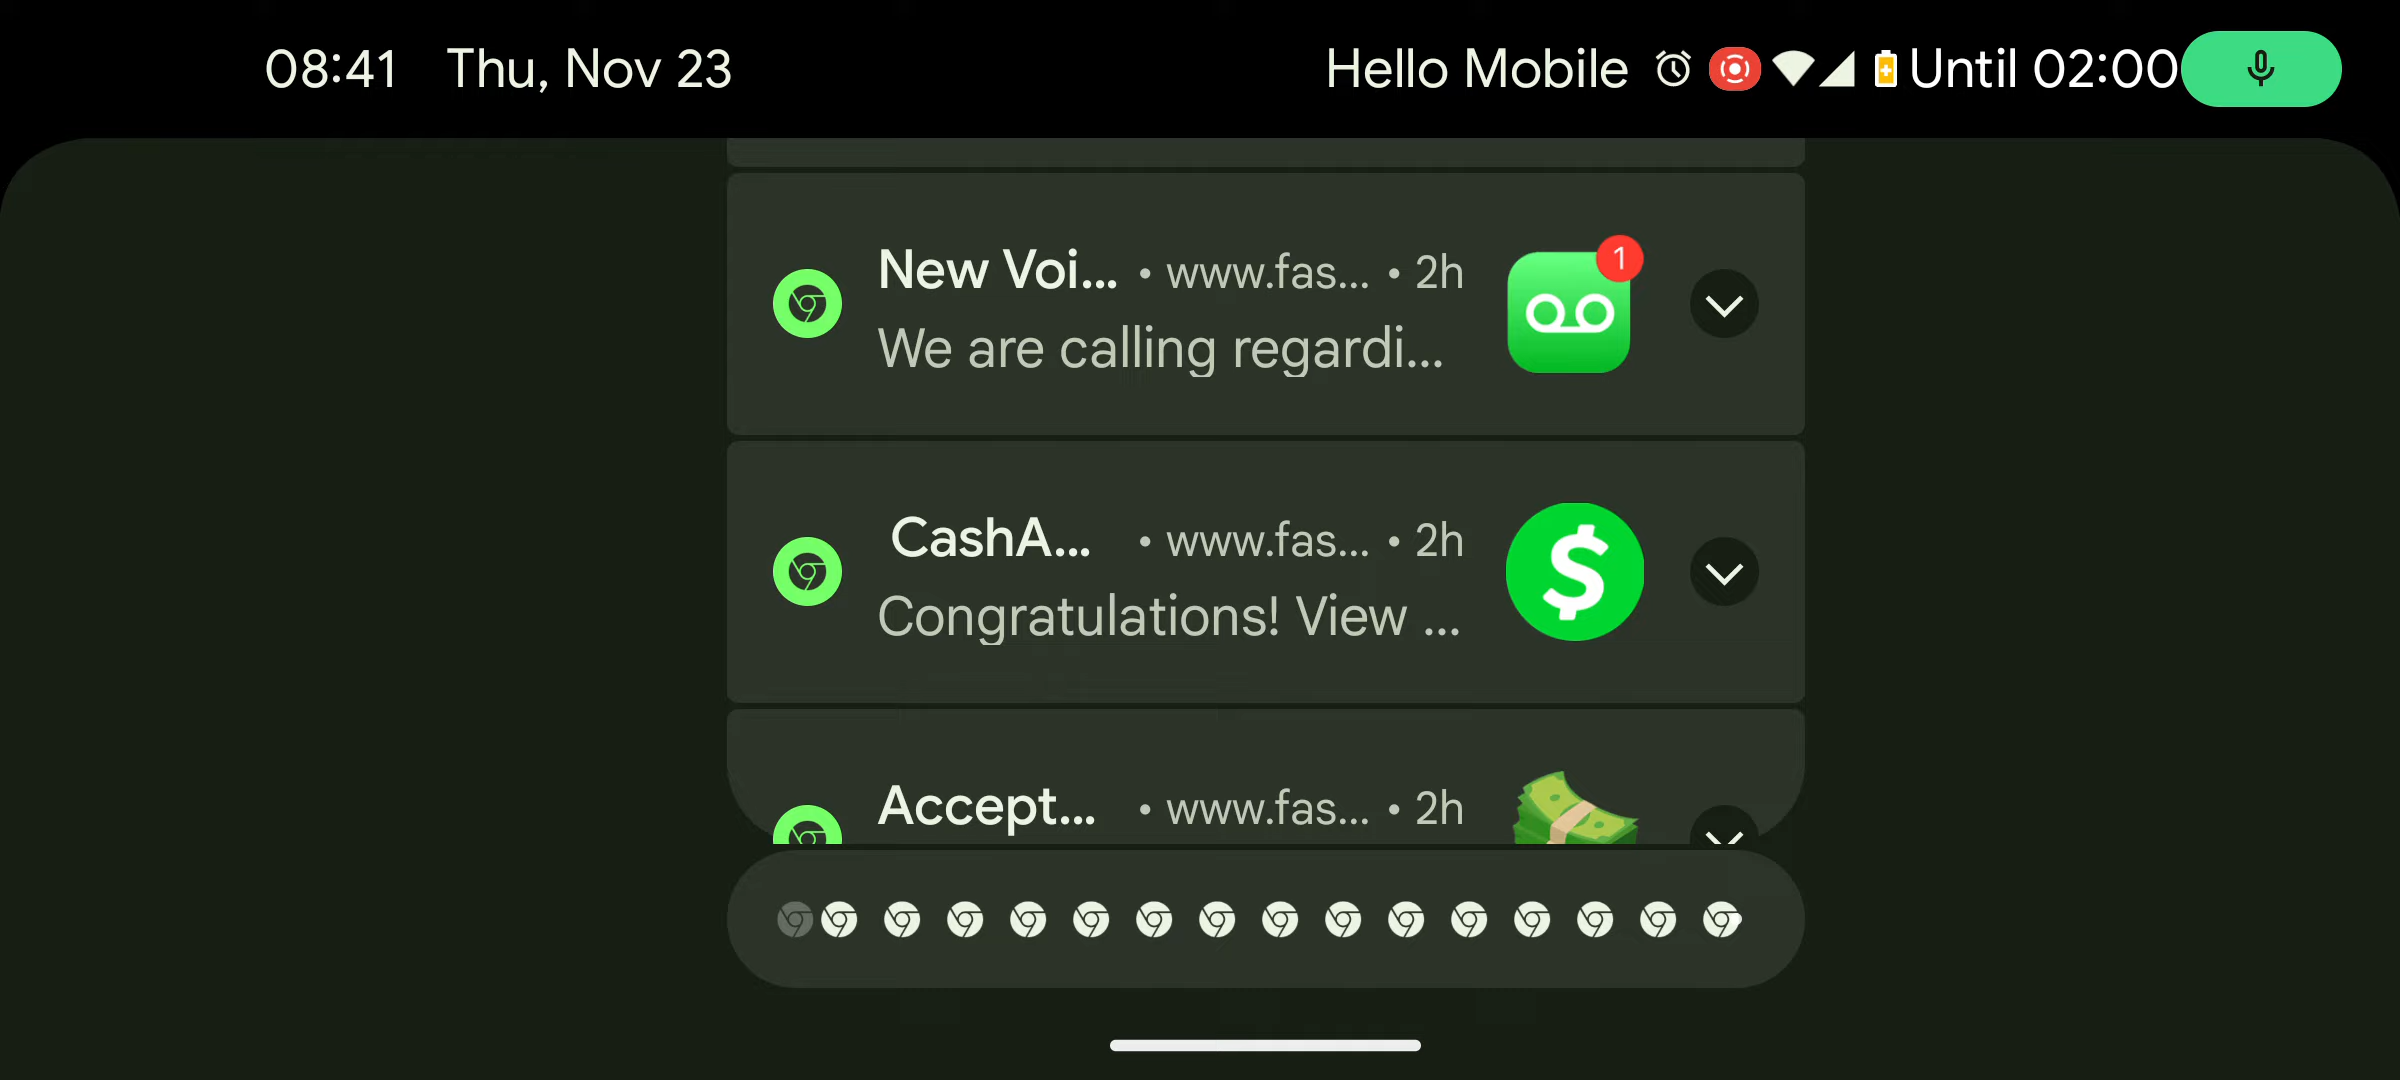 08:41 Thu, Nov 23 Hello Mobile Until 02:00
New Voi... • www.fas... • 2h 1
We are calling regardi...
CashA... • www.fas... • 2h
Congratulations! View ...
Accept... • www.fas... • 2h